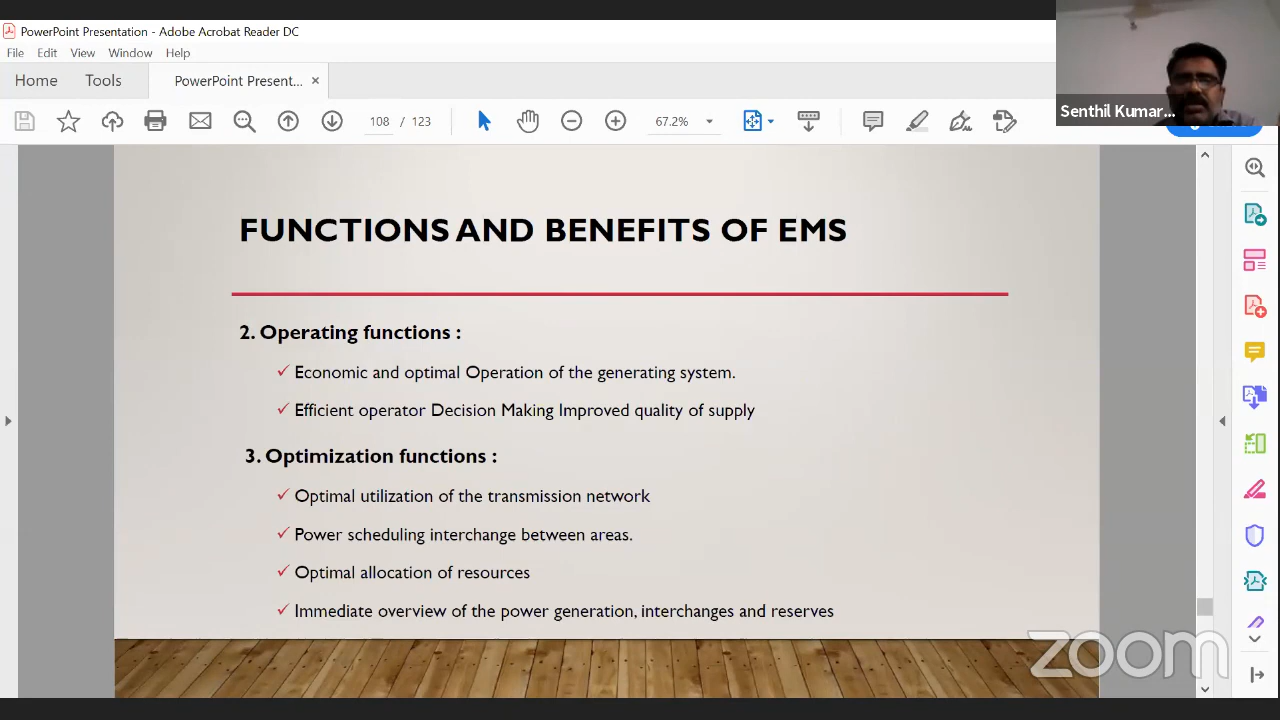 PowerPoint Presentation - Adobe Acrobat Reader DC
File Edit View Window Help
Home Tools PowerPoint Present... ×
108 / 123 67.2%
Senthil Kumar...
FUNCTIONS AND BENEFITS OF EMS
2. Operating functions :
✓ Economic and optimal Operation of the generating system.
✓ Efficient operator Decision Making Improved quality of supply
3. Optimization functions :
✓ Optimal utilization of the transmission network
✓ Power scheduling interchange between areas.
✓ Optimal allocation of resources
✓ Immediate overview of the power generation, interchanges and reserves
zoom